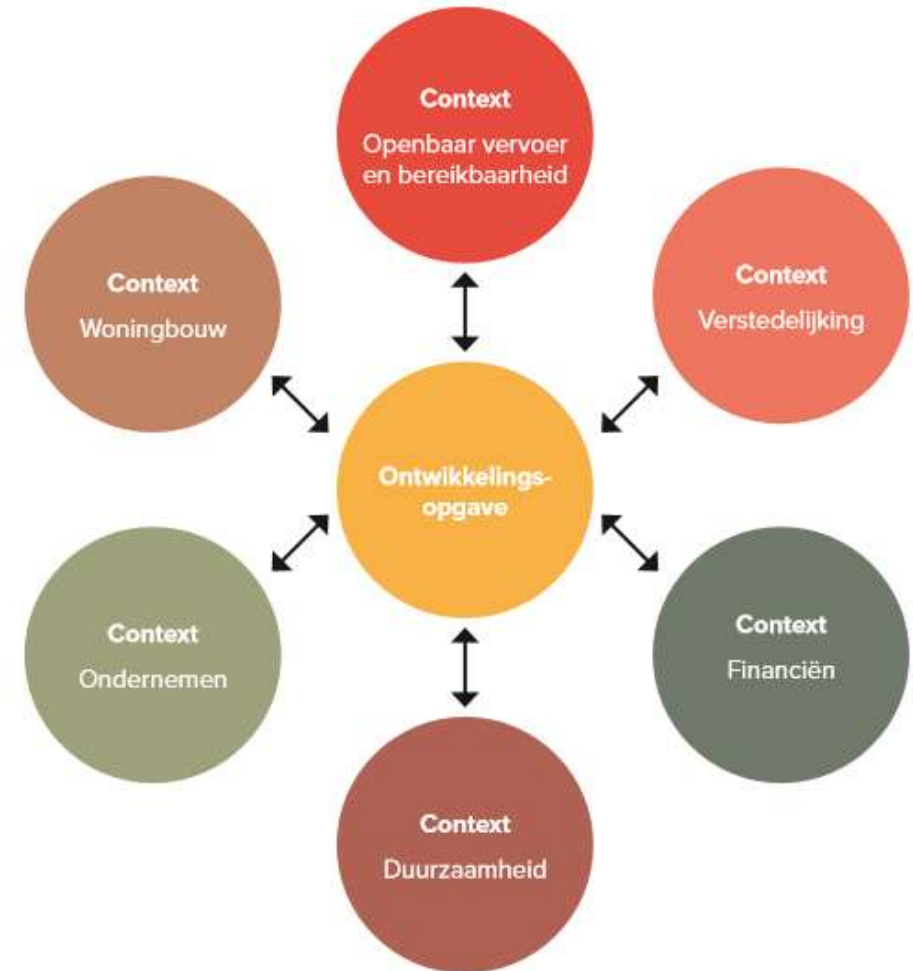 Context
Openbaar vervoer
en bereikbaarheid
Context
Woningbouw
Context
Verstedelijking
Ontwikkelings-
opgave
Context
Ondernemen
Context
Financiën
Context
Duurzaamheid